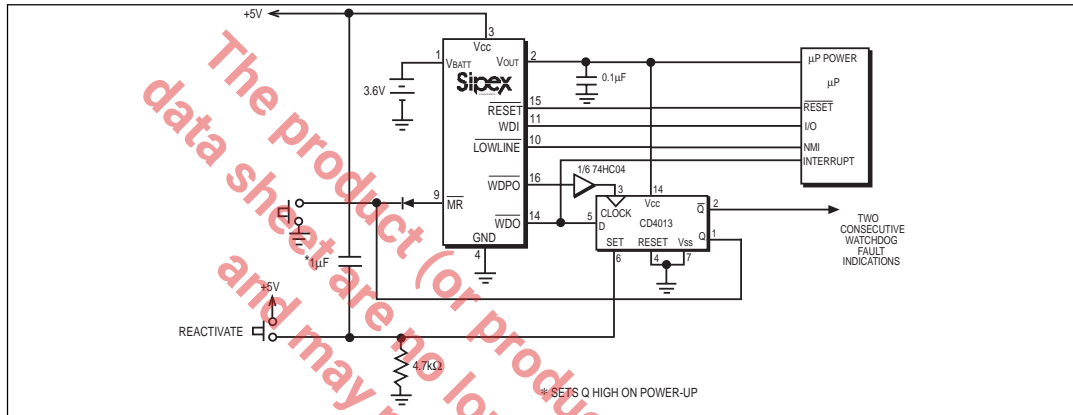 +5V
3
VCC
1
VBATT
VOUT
2
Sipex
3.6V
0.1µF
µP POWER
µP
RESET
15
RESET
WDI
11
I/O
LOWLINE
10
NMI
INTERRUPT
1/6 74HC04
WDPO
16
3
14
9
MR
CLOCK
VCC
Q
2
WDO
14
5
D
CD4013
Q
1
TWO
CONSECUTIVE
WATCHDOG
FAULT
INDICATIONS
GND
4
SET
RESET
VSS
6
4
7
*1µF
+5V
REACTIVATE
4.7kΩ
* SETS Q HIGH ON POWER-UP
The product (or produc
data sheet are no lon
and may n